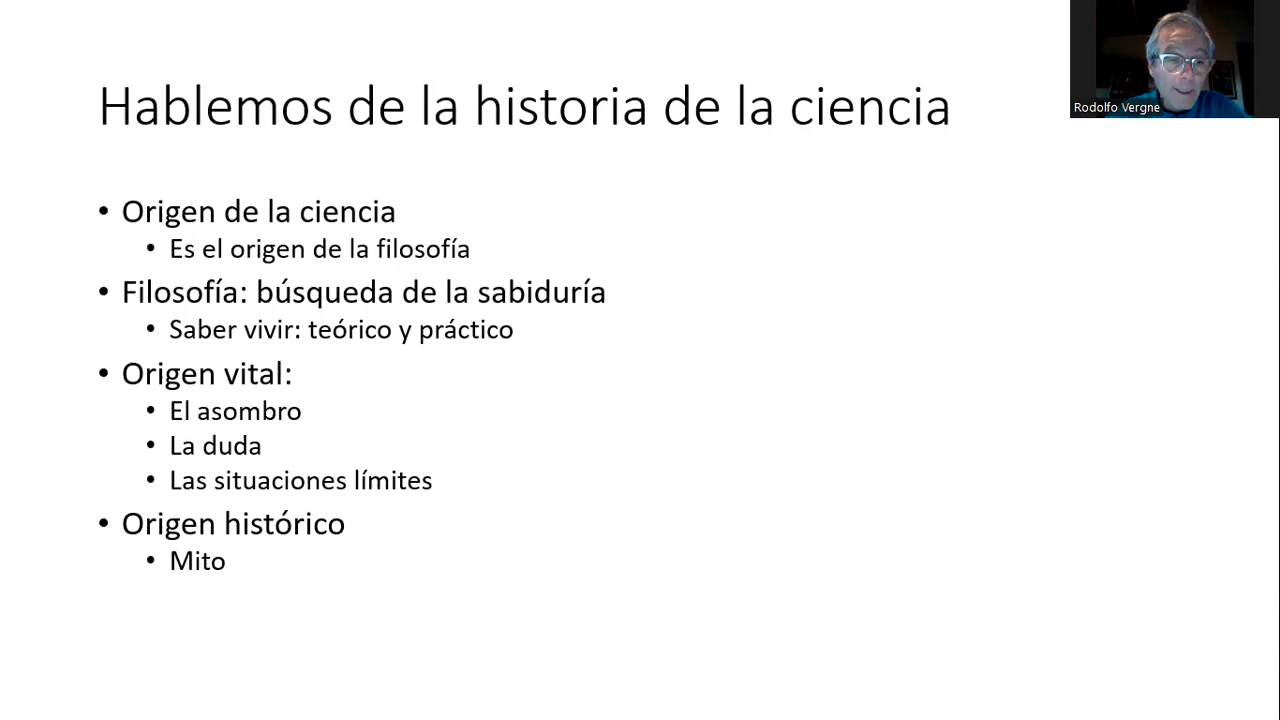 Hablemos de la historia de la ciencia
Rodolfo Vergne
• Origen de la ciencia
• Es el origen de la filosofía
• Filosofía: búsqueda de la sabiduría
• Saber vivir: teórico y práctico
• Origen vital:
• El asombro
• La duda
• Las situaciones límites
• Origen histórico
• Mito